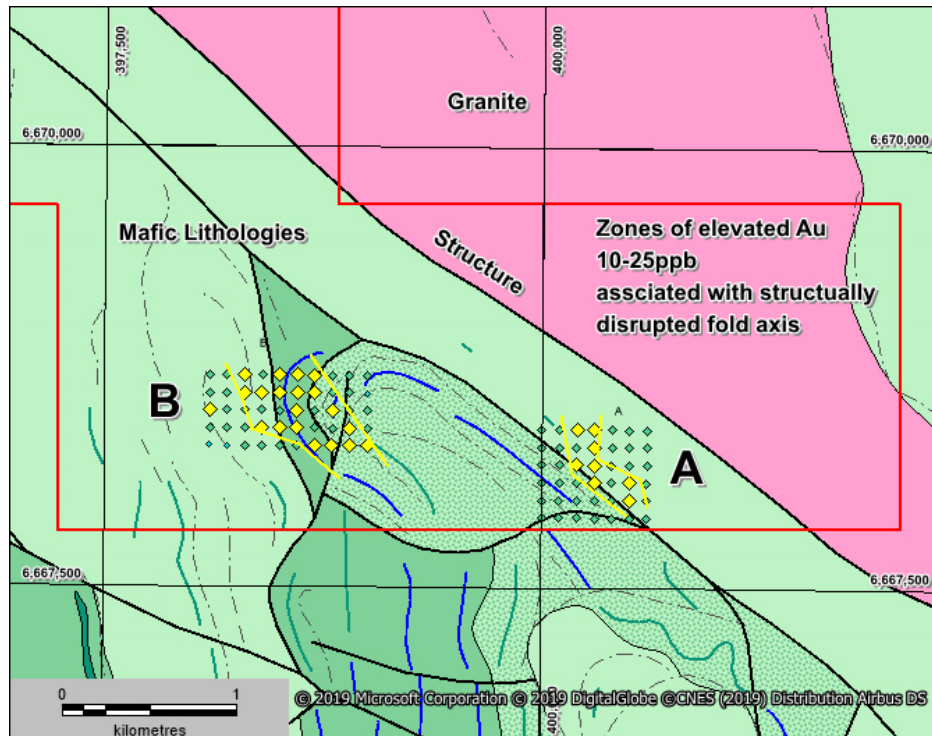 397,500
400,000
Granite
6,670,000
6,670,000
Mafic Lithologies
Structure
Zones of elevated Au
10-25ppb
assciated with structually
disrupted fold axis
B
A
B
A
6,667,500
6,667,500
400,000
0
1
kilometres
© 2019 Microsoft Corporation © 2019 DigitalGlobe ©CNES (2019) Distribution Airbus DS